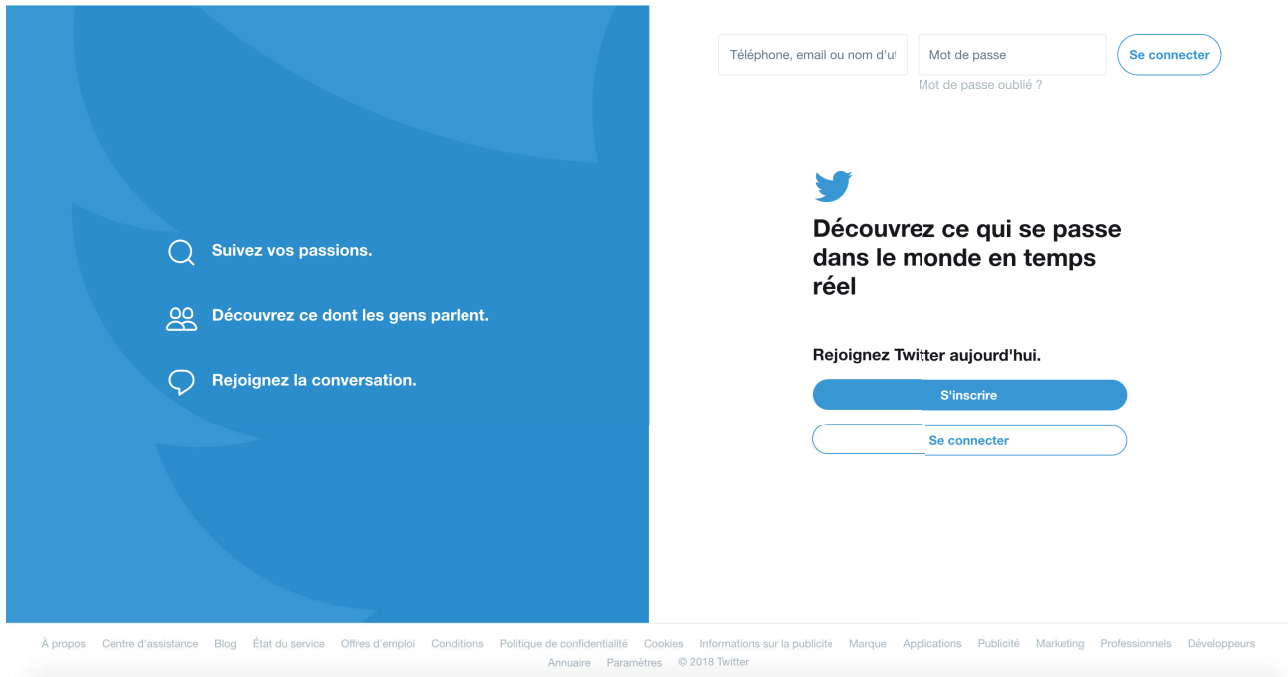 Téléphone, email ou nom d'ut
Mot de passe
Se connecter
Mot de passe oublié ?
Suivez vos passions.
Découvrez ce dont les gens parlent.
Rejoignez la conversation.
Découvrez ce qui se passe
dans le monde en temps
réel
Rejoignez Twitter aujourd'hui.
S'inscrire
Se connecter
À propos Centre d'assistance Blog État du service Offres d'emploi Conditions Politique de confidentialité Cookies Informations sur la publicité Marque Applications Publicité Marketing Professionnels Développeurs
Annuaire Paramètres © 2018 Twitter